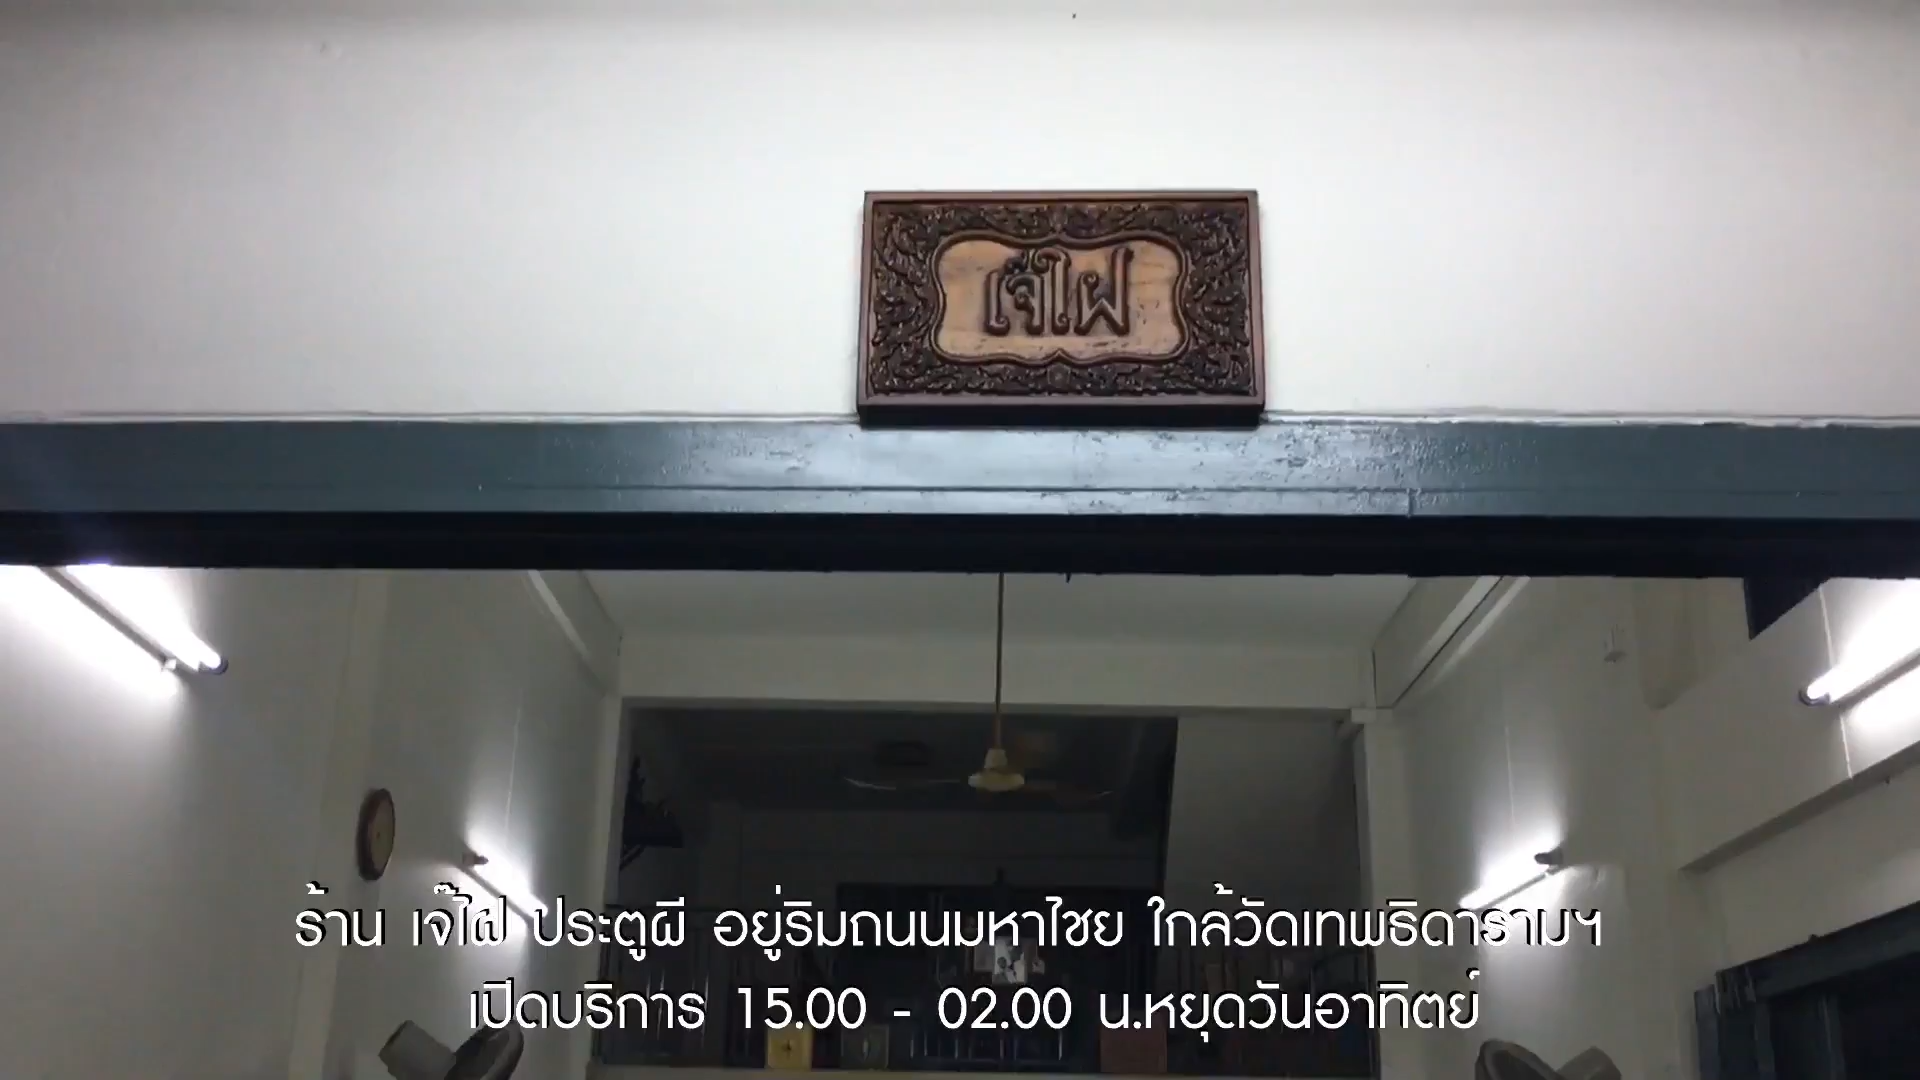 เจ๊ไฝ
ร้าน เจ๊ไฝ ประตูผี อยู่ริมถนนมหาไชย ใกล้วัดเทพธิดารามฯ
เปิดบริการ 15.00 - 02.00 น.หยุดวันอาทิตย์